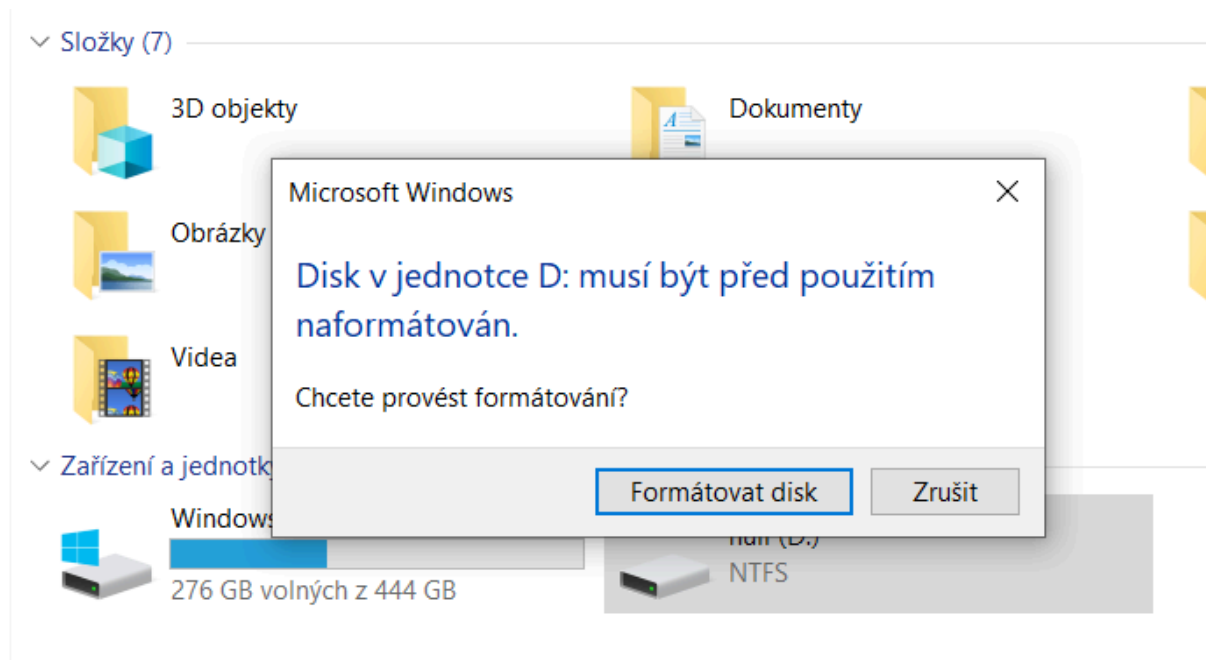 Složky (7)
3D objekty
Dokumenty
Microsoft Windows
Obrázky
Disk v jednotce D: musí být před použitím
naformátován.
Videa
Chcete provést formátování?
Zařízení a jednotky
Formátovat disk
Zrušit
Windows
(D:)
276 GB volných z 444 GB
NTFS